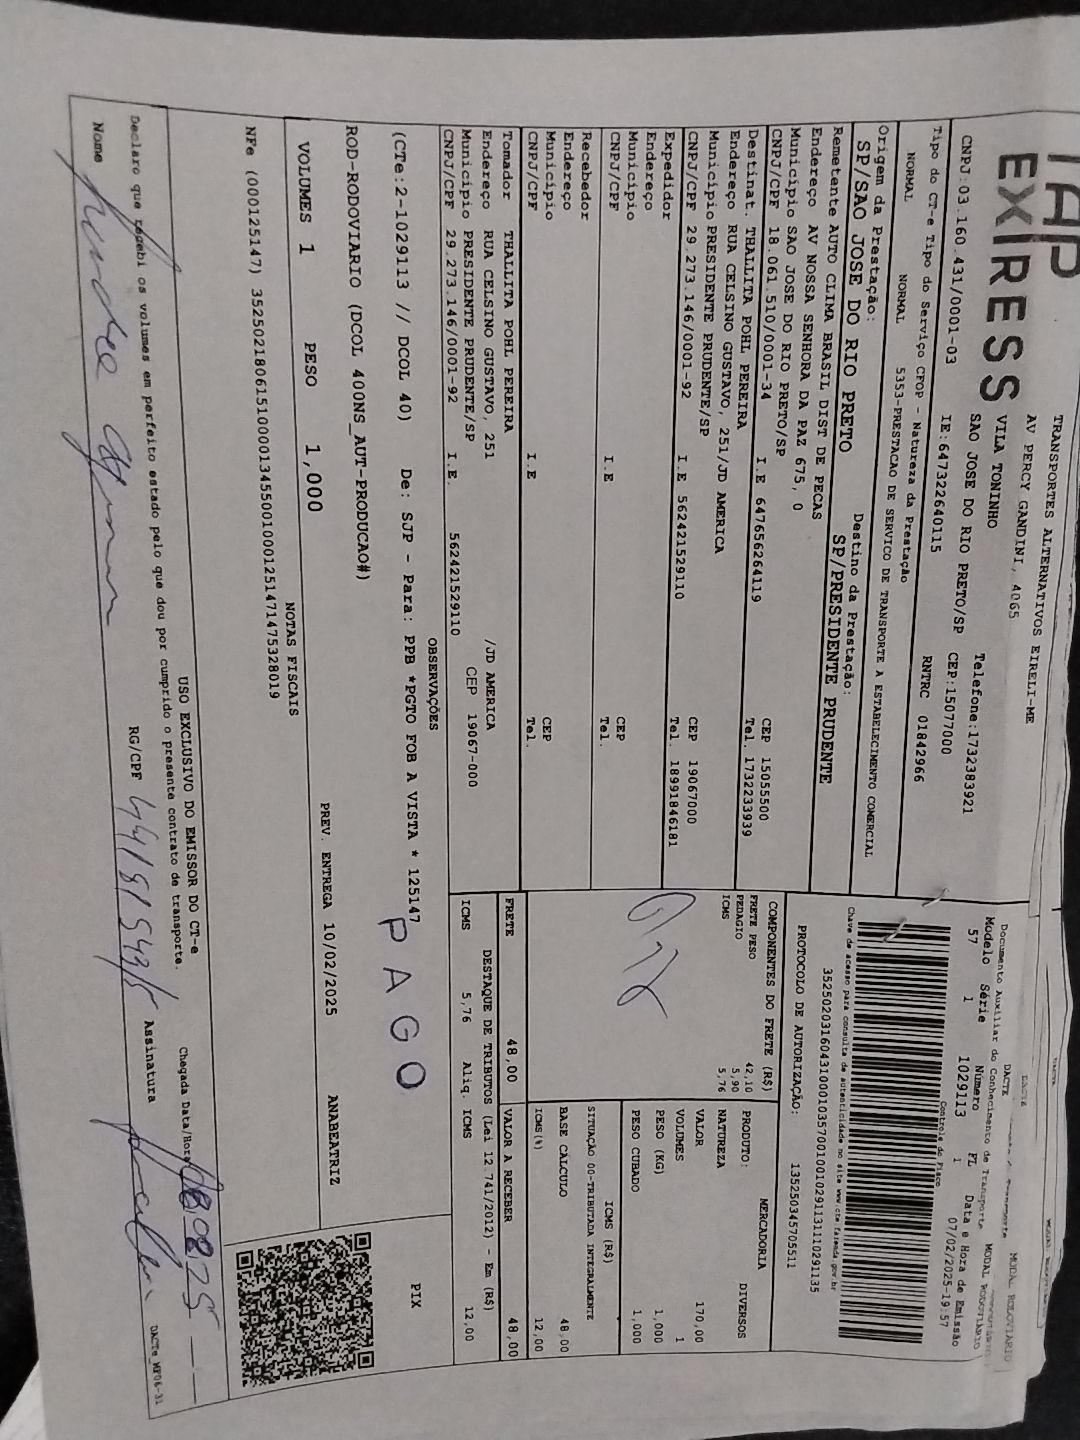 TAP
EXPRESS
TRANSPORTES ALTERNATIVOS EIRELI-ME
AV PERCY GANDINI, 4065
VILA TONINHO
SAO JOSE DO RIO PRETO/SP
Telefone:1732383921
CNPJ:03.160.431/0001-03
IE:647322640115
CEP:15077000
Tipo do CT-e Tipo do Serviço CFOP - Natureza da Prestação
RNTRC 01842966
NORMAL NORMAL 5353-PRESTACAO DE SERVICO DE TRANSPORTE A ESTABELECIMENTO COMERCIAL
Origem da Prestação:
Destino da Prestação:
SP/SAO JOSE DO RIO PRETO
SP/PRESIDENTE PRUDENTE
Remetente AUTO CLIMA BRASIL DIST DE PECAS
Endereço AV NOSSA SENHORA DA PAZ 675, 0
Município SAO JOSE DO RIO PRETO/SP
CEP 15055500
CNPJ/CPF 18.061.510/0001-34 I.E 647656264119
Tel. 1732233939
Destinat. THALLITA POHL PEREIRA
Endereço RUA CELSINO GUSTAVO, 251/JD AMERICA
Município PRESIDENTE PRUDENTE/SP
CEP 19067000
CNPJ/CPF 29.273.146/0001-92 I.E 562421529110
Tel. 18991846181
Expedidor
Endereço
Município
CEP
CNPJ/CPF I.E
Tel.
Recebedor
Endereço
Município
CEP
CNPJ/CPF I.E
Tel.
Tomador THALLITA POHL PEREIRA
Endereço RUA CELSINO GUSTAVO, 251 /JD AMERICA
Município PRESIDENTE PRUDENTE/SP CEP 19067-000
CNPJ/CPF 29.273.146/0001-92 I.E. 562421529110
DACTE
MODAL RODOVIARIO
Documento Auxiliar do Conhecimento de Transporte
Modelo Série Número FL Data e Hora de Emissão
57 1 1029113 1 07/02/2025-19:57
Controle do Fisco
Chave de acesso para consulta de autenticidade no site www.cte.fazenda.gov.br
35250203160431000103570010010291131110291135
PROTOCOLO DE AUTORIZAÇÃO: 135250345705511
COMPONENTES DO FRETE (R$)
FRETE PESO 42,10
PEDAGIO 5,90
ICMS 5,76
MERCADORIA
PRODUTO: DIVERSOS
NATUREZA
VALOR 170,00
VOLUMES 1
PESO (KG) 1,000
PESO CUBADO 1,000
ICMS (R$)
SITUAÇÃO 00-TRIBUTADA INTEGRALMENTE
BASE CÁLCULO 48,00
ICMS(%) 12,00
FRETE 48,00
VALOR A RECEBER 48,00
DESTAQUE DE TRIBUTOS (Lei 12.741/2012) - Em (R$)
ICMS 5,76 Aliq. ICMS 12,00
OBSERVAÇÕES
(CTe:2-1029113 // DCOL 40) De: SJP - Para: PPB *PGTO FOB A VISTA * 125147
PAGO
PIX
ROD-RODOVIARIO (DCOL 400NS_AUT-PRODUCAO#)
VOLUMES 1 PESO 1,000
PREV. ENTREGA 10/02/2025 ANABEATRIZ
NOTAS FISCAIS
NFe (000125147) 35250218061510000134550010001251471475328019
USO EXCLUSIVO DO EMISSOR DO CT-e
Declaro que recebi os volumes em perfeito estado pelo que dou por cumprido o presente contrato de transporte.
Chegada Data/Hora
Nome
RG/CPF
Assinatura
DACTe_MP06-31